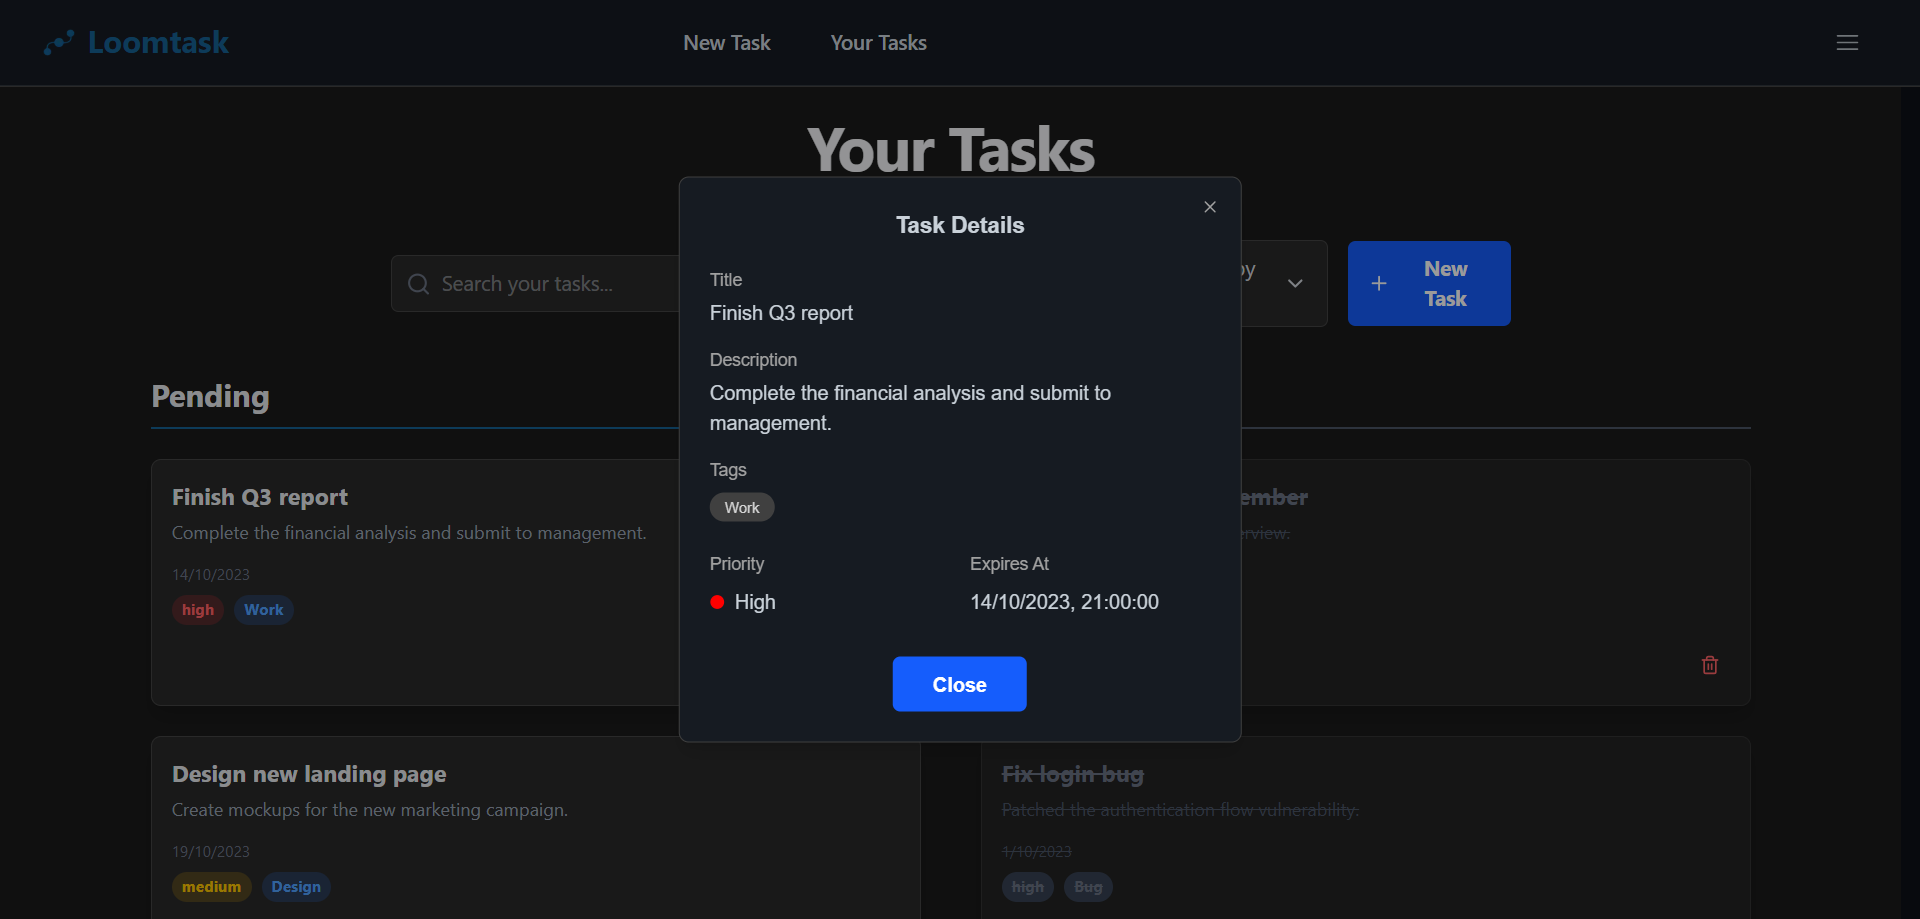 Loomtask
New Task
Your Tasks
Your Tasks
Search your tasks...
New
Task
Pending
Finish Q3 report
Complete the financial analysis and submit to management.
14/10/2023
high
Work
Design new landing page
Create mockups for the new marketing campaign.
19/10/2023
medium
Design
Task Details
Title
Finish Q3 report
Description
Complete the financial analysis and submit to
management.
Tags
Work
Priority
Expires At
High
14/10/2023, 21:00:00
Close
Fix login bug
Patched the authentication flow vulnerability.
1/10/2023
high
Bug